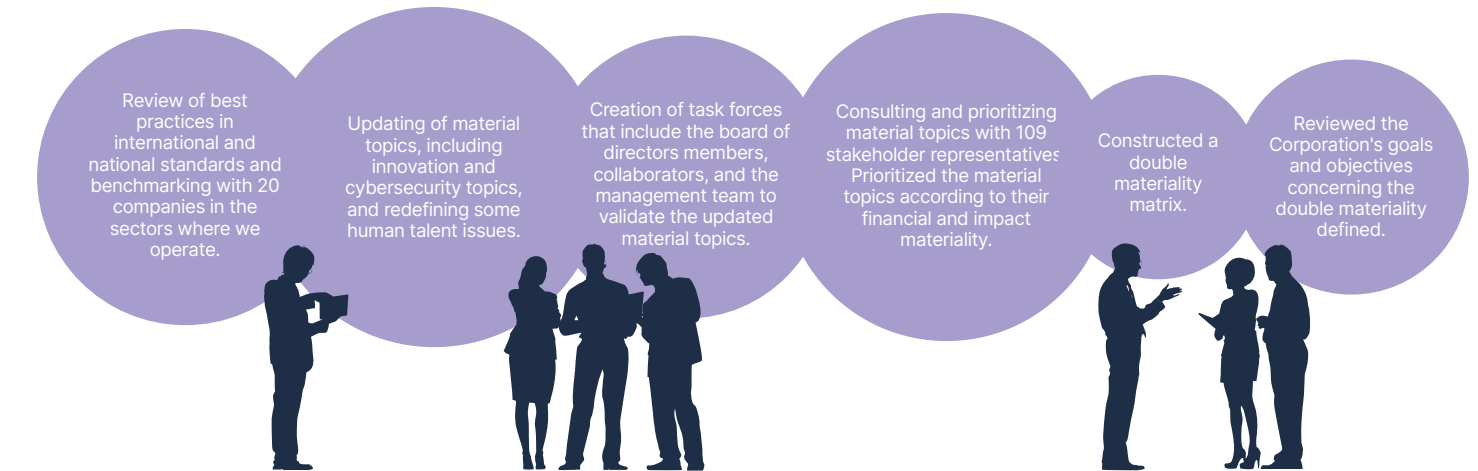 Review of best
practices in
international and
national standards and
benchmarking with 20
companies in the
sectors where we
operate.
Updating of material
topics, including
innovation and
cybersecurity topics,
and redefining some
human talent issues.
Creation of task forces
that include the board of
directors members,
collaborators, and the
management team to
validate the updated
material topics.
Consulting and prioritizing
material topics with 109
stakeholder representatives
Prioritized the material
topics according to their
financial and impact
materiality.
Constructed a
double
materiality
matrix.
Reviewed the
Corporation's goals
and objectives
concerning the
double materiality
defined.